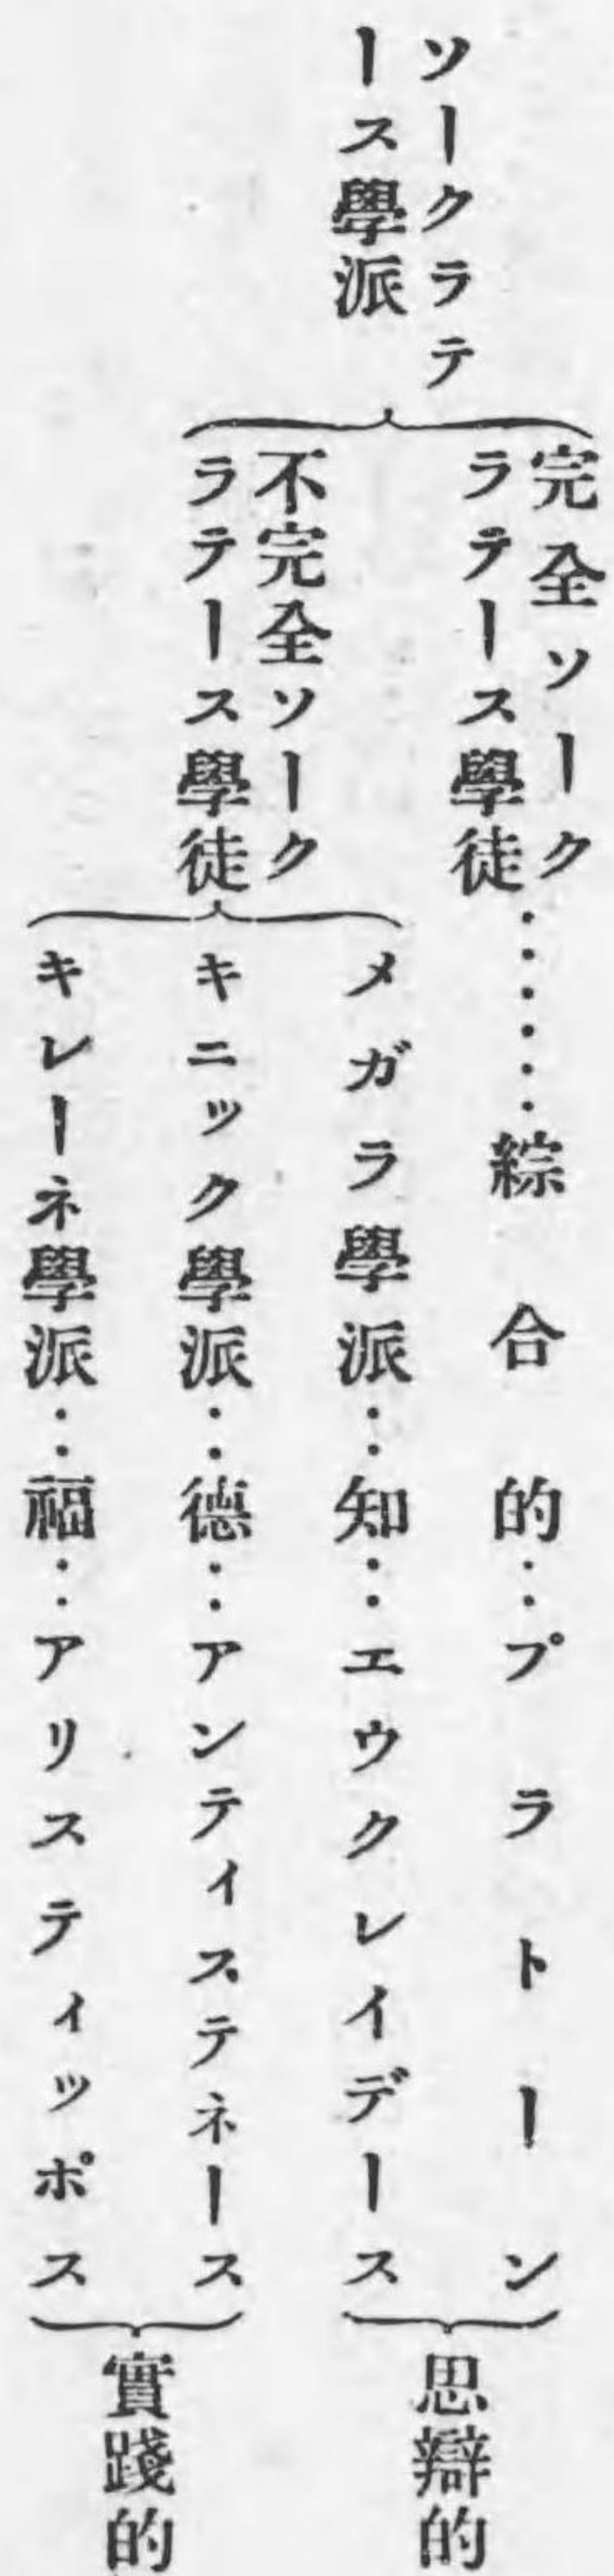 ソークラテ
ース學派
完全ソーク
ラテース學徒……綜合的…プラトーン
不完全ソーク
ラテース學徒
メガラ學派…知…エウクレイデース
キニック學派…德…アンティステネース
キレーネ學派…福…アリスティッポス
思辯的
實踐的